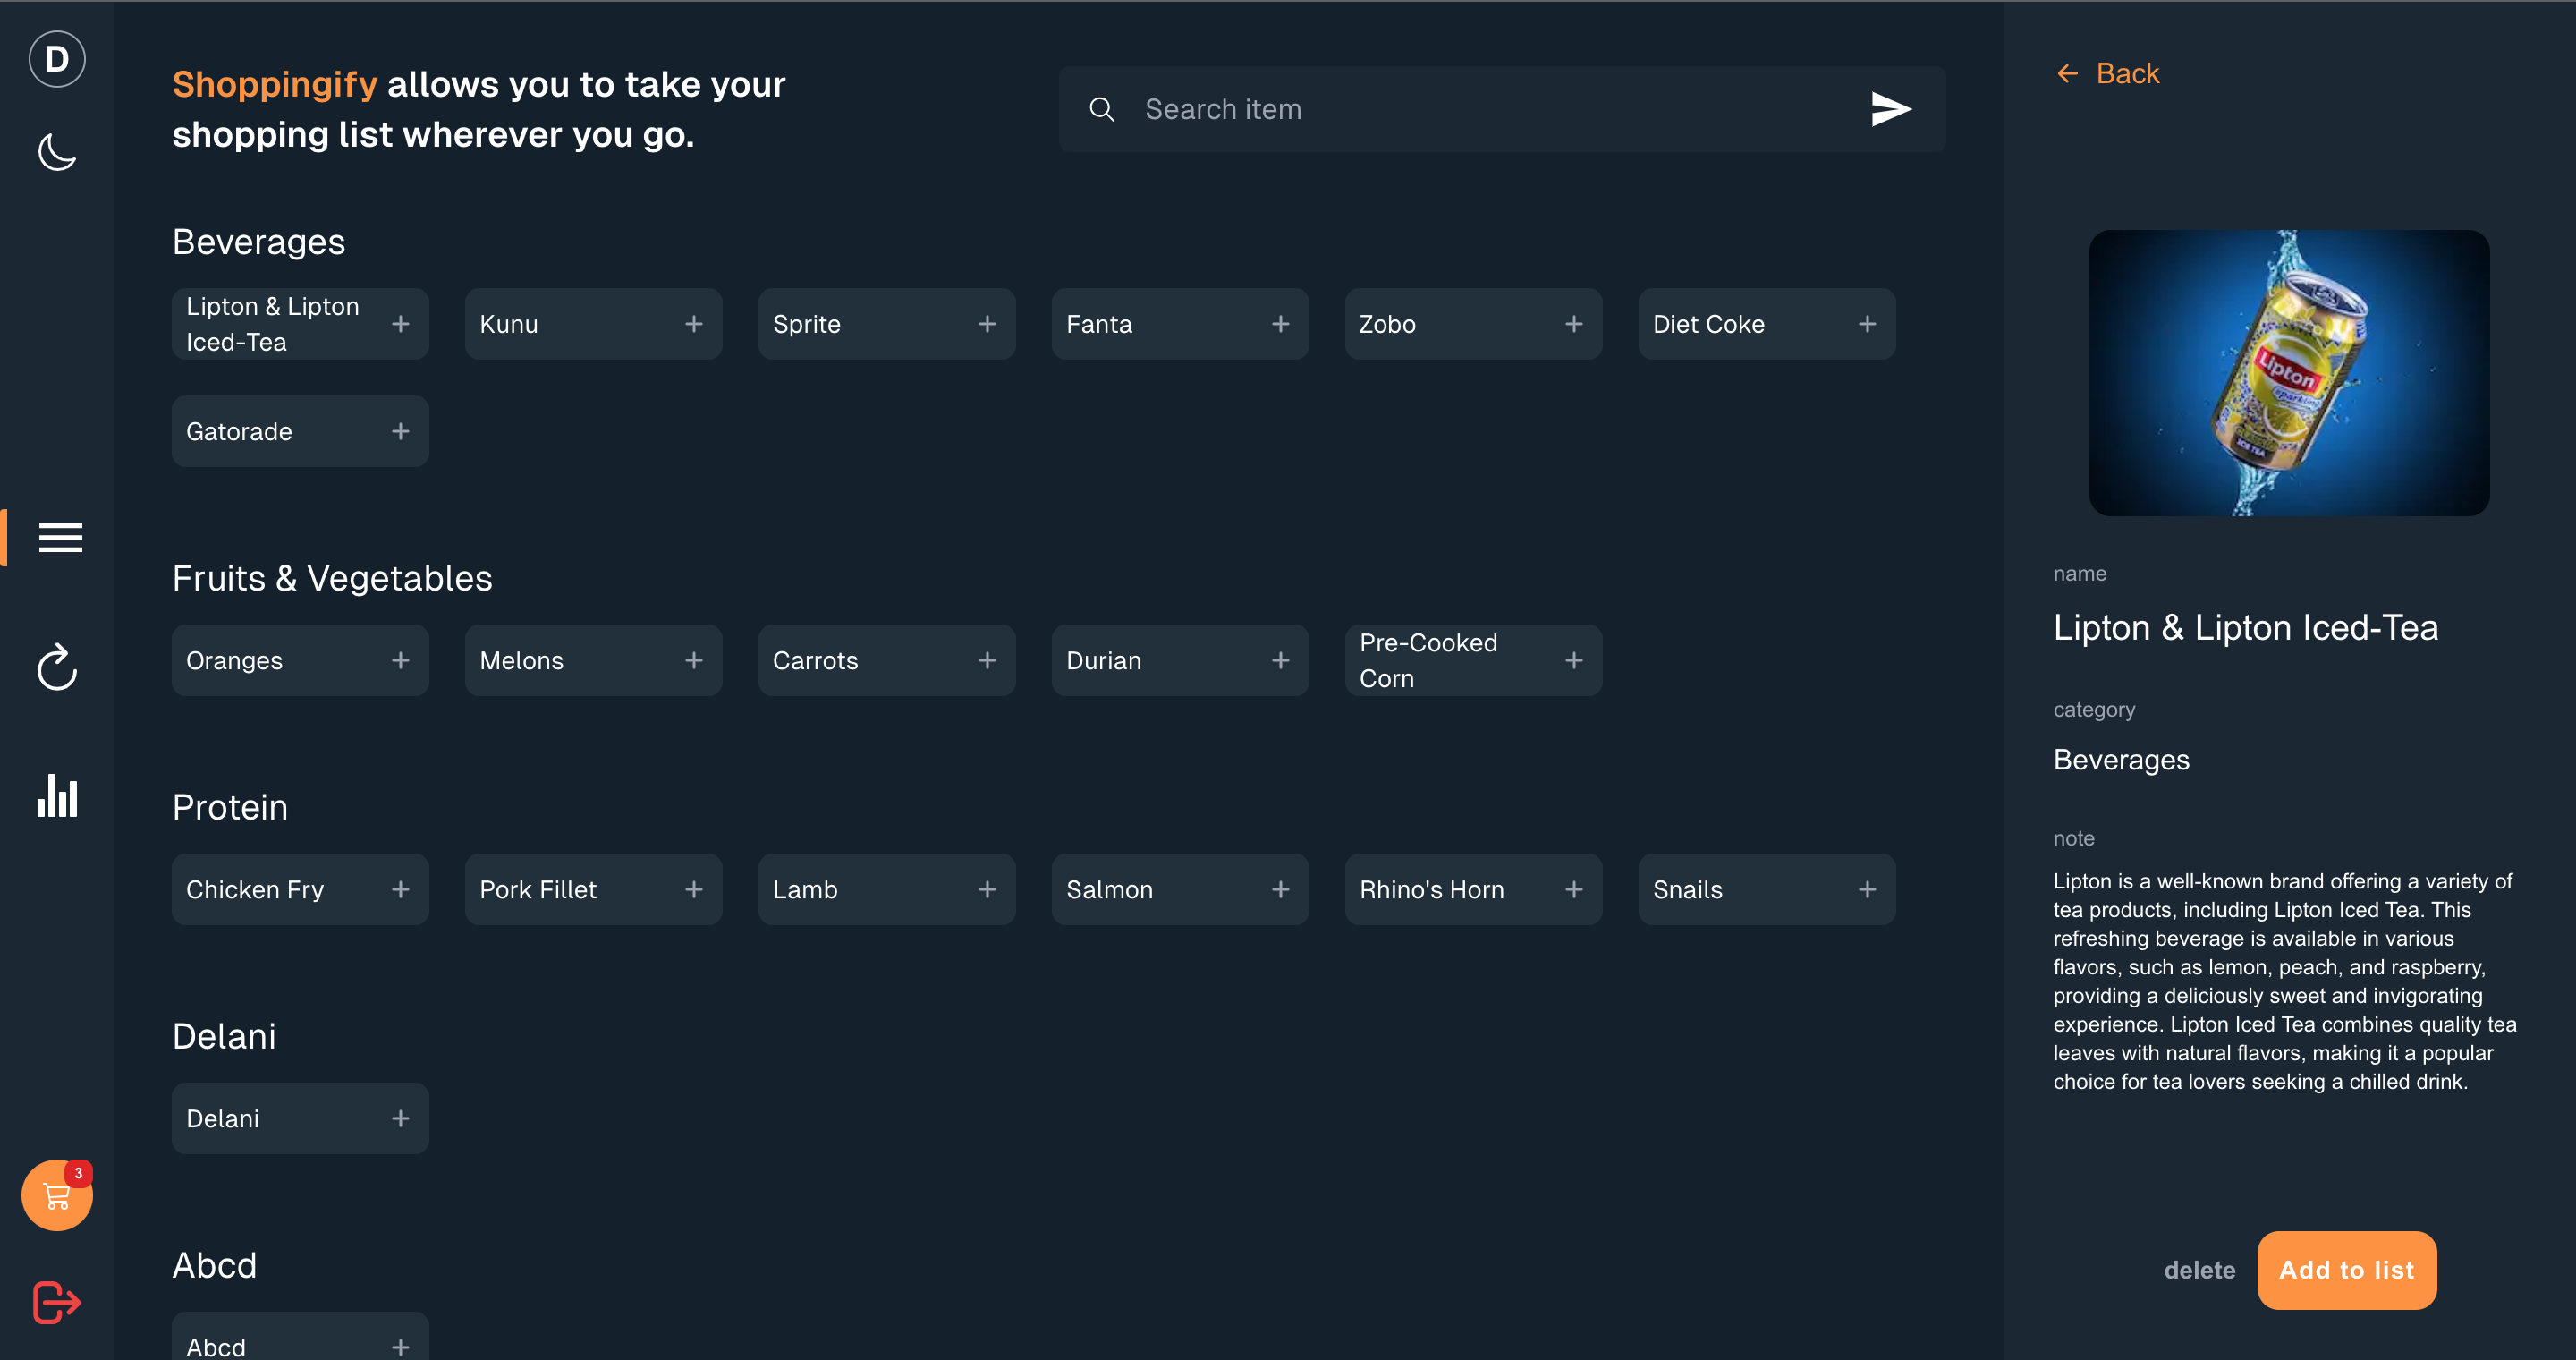 D
Shoppingify allows you to take your
shopping list wherever you go.
Search item
Beverages
Lipton & Lipton
Iced-Tea
Kunu
Sprite
Fanta
Zobo
Diet Coke
Gatorade
Fruits & Vegetables
Oranges
Melons
Carrots
Durian
Pre-Cooked
Corn
Protein
Chicken Fry
Pork Fillet
Lamb
Salmon
Rhino's Horn
Snails
Delani
Delani
Abcd
Abcd
3
Back
Lipton
sparkling
ICE TEA
name
Lipton & Lipton Iced-Tea
category
Beverages
note
Lipton is a well-known brand offering a variety of
tea products, including Lipton Iced Tea. This
refreshing beverage is available in various
flavors, such as lemon, peach, and raspberry,
providing a deliciously sweet and invigorating
experience. Lipton Iced Tea combines quality tea
leaves with natural flavors, making it a popular
choice for tea lovers seeking a chilled drink.
delete
Add to list